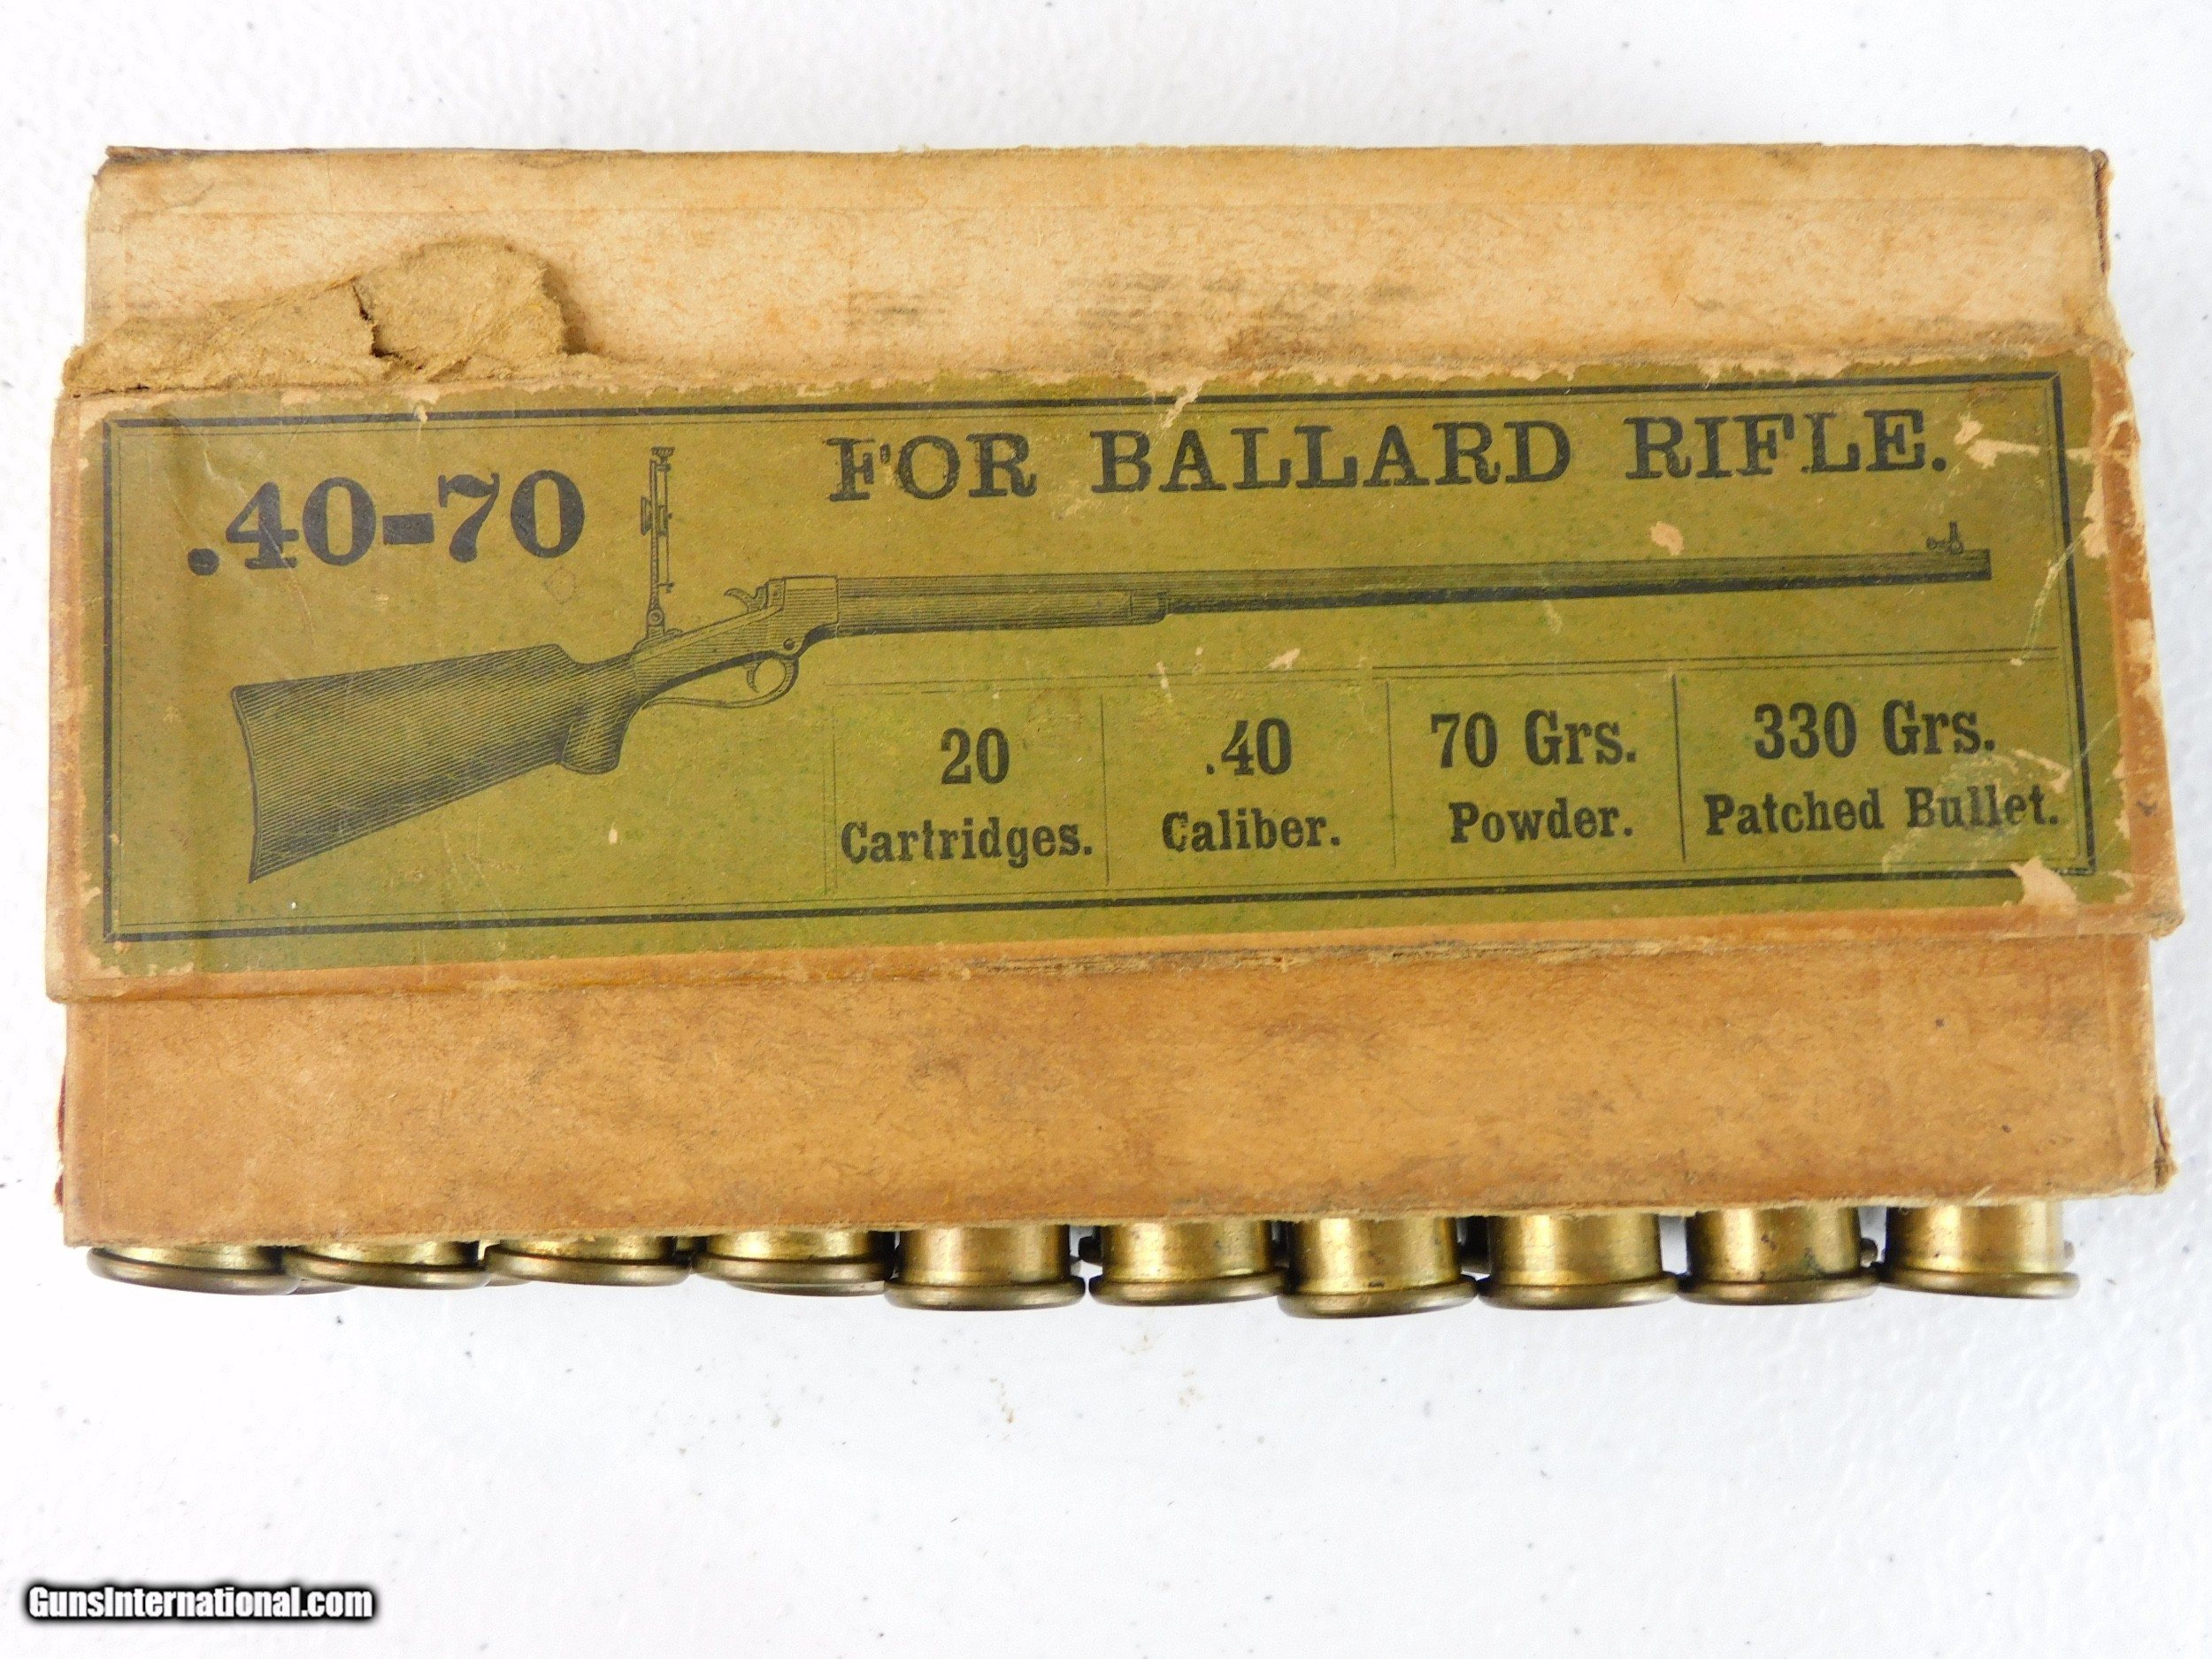 .40-70
FOR BALLARD RIFLE.
20
Cartridges.
.40
Caliber.
70 Grs.
Powder.
330 Grs.
Patched Bullet.
GunsInternational.com